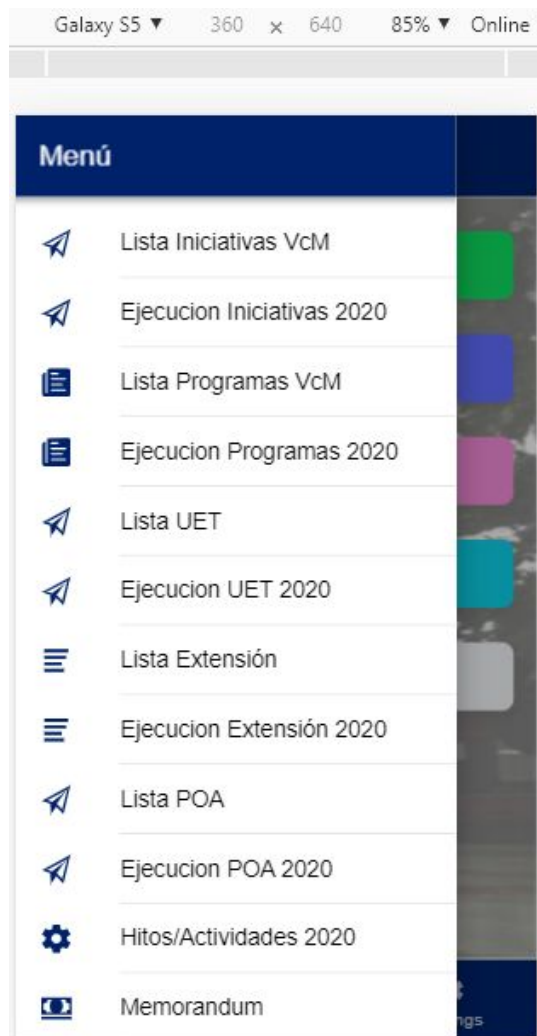 Galaxy S5 ▼ 360 × 640 85% ▼ Online
Menú
Lista Iniciativas VcM
Ejecucion Iniciativas 2020
Lista Programas VcM
Ejecucion Programas 2020
Lista UET
Ejecucion UET 2020
Lista Extensión
Ejecucion Extensión 2020
Lista POA
Ejecucion POA 2020
Hitos/Actividades 2020
Memorandum
ngs